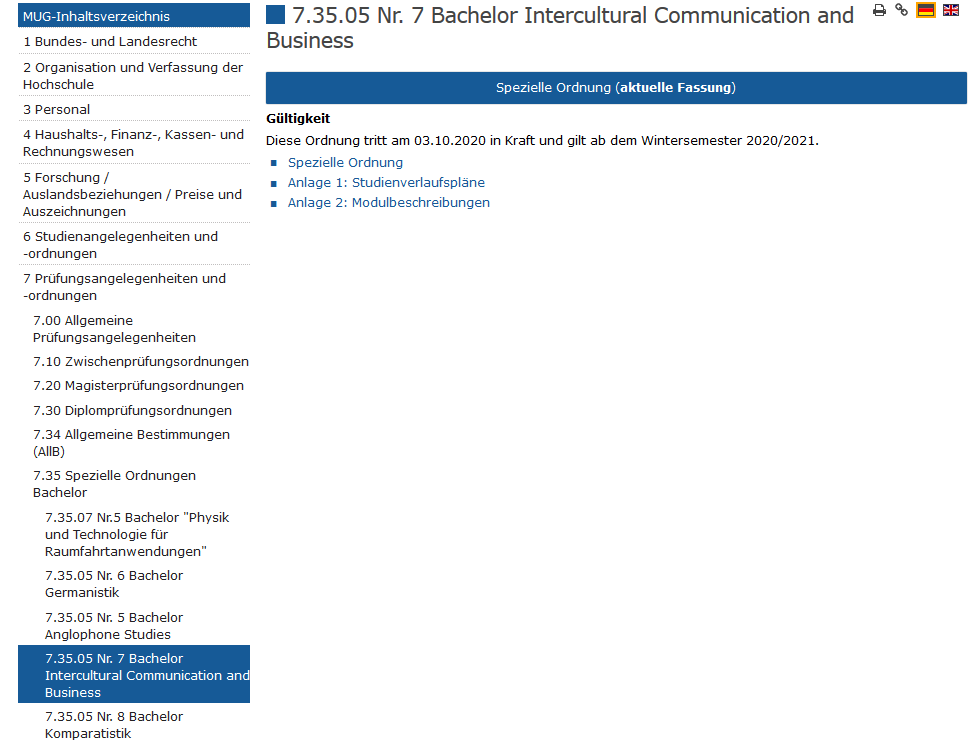 MUG-Inhaltsverzeichnis
1 Bundes- und Landesrecht
2 Organisation und Verfassung der
Hochschule
3 Personal
4 Haushalts-, Finanz-, Kassen- und
Rechnungswesen
5 Forschung /
Auslandsbeziehungen / Preise und
Auszeichnungen
6 Studienangelegenheiten und
-ordnungen
7 Prüfungsangelegenheiten und
-ordnungen
7.00 Allgemeine
Prüfungsangelegenheiten
7.10 Zwischenprüfungsordnungen
7.20 Magisterprüfungsordnungen
7.30 Diplomprüfungsordnungen
7.34 Allgemeine Bestimmungen
(AllB)
7.35 Spezielle Ordnungen
Bachelor
7.35.07 Nr.5 Bachelor "Physik
und Technologie für
Raumfahrtanwendungen"
7.35.05 Nr. 6 Bachelor
Germanistik
7.35.05 Nr. 5 Bachelor
Anglophone Studies
7.35.05 Nr. 7 Bachelor
Intercultural Communication and
Business
7.35.05 Nr. 8 Bachelor
Komparatistik
7.35.05 Nr. 7 Bachelor Intercultural Communication and
Business
Spezielle Ordnung (aktuelle Fassung)
Gültigkeit
Diese Ordnung tritt am 03.10.2020 in Kraft und gilt ab dem Wintersemester 2020/2021.
Spezielle Ordnung
Anlage 1: Studienverlaufspläne
Anlage 2: Modulbeschreibungen